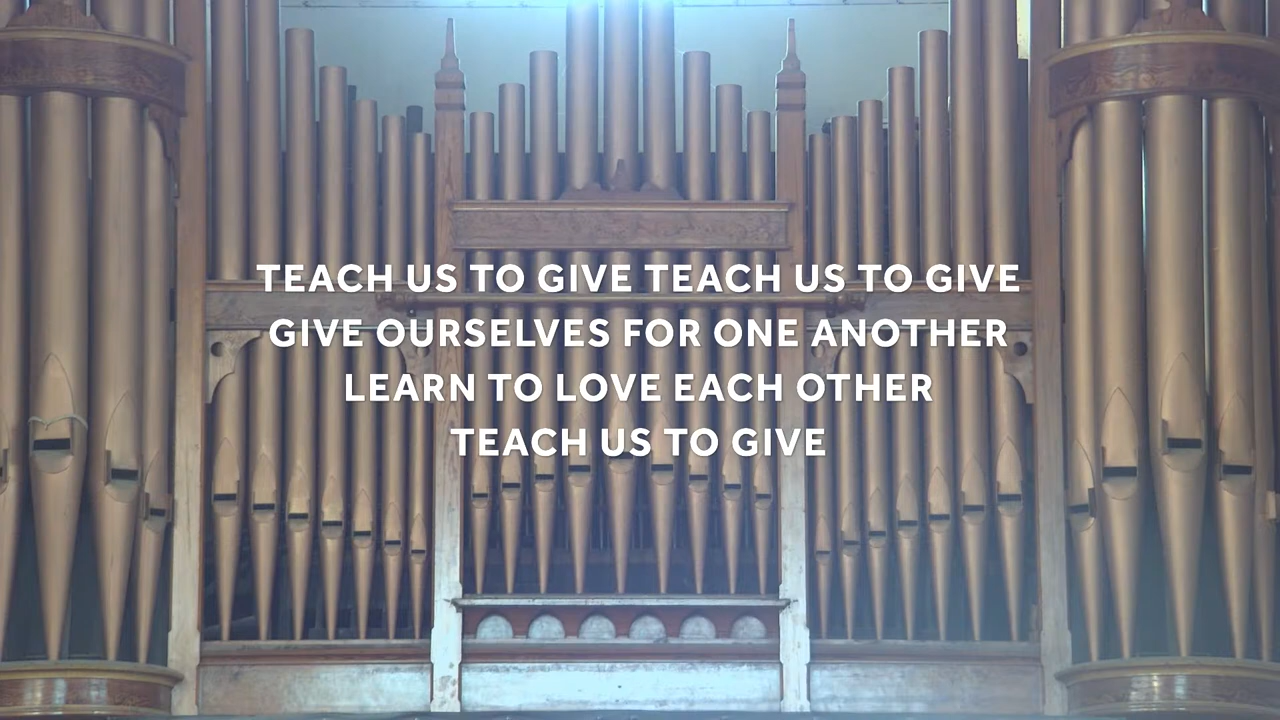 TEACH US TO GIVE TEACH US TO GIVE
GIVE OURSELVES FOR ONE ANOTHER
LEARN TO LOVE EACH OTHER
TEACH US TO GIVE